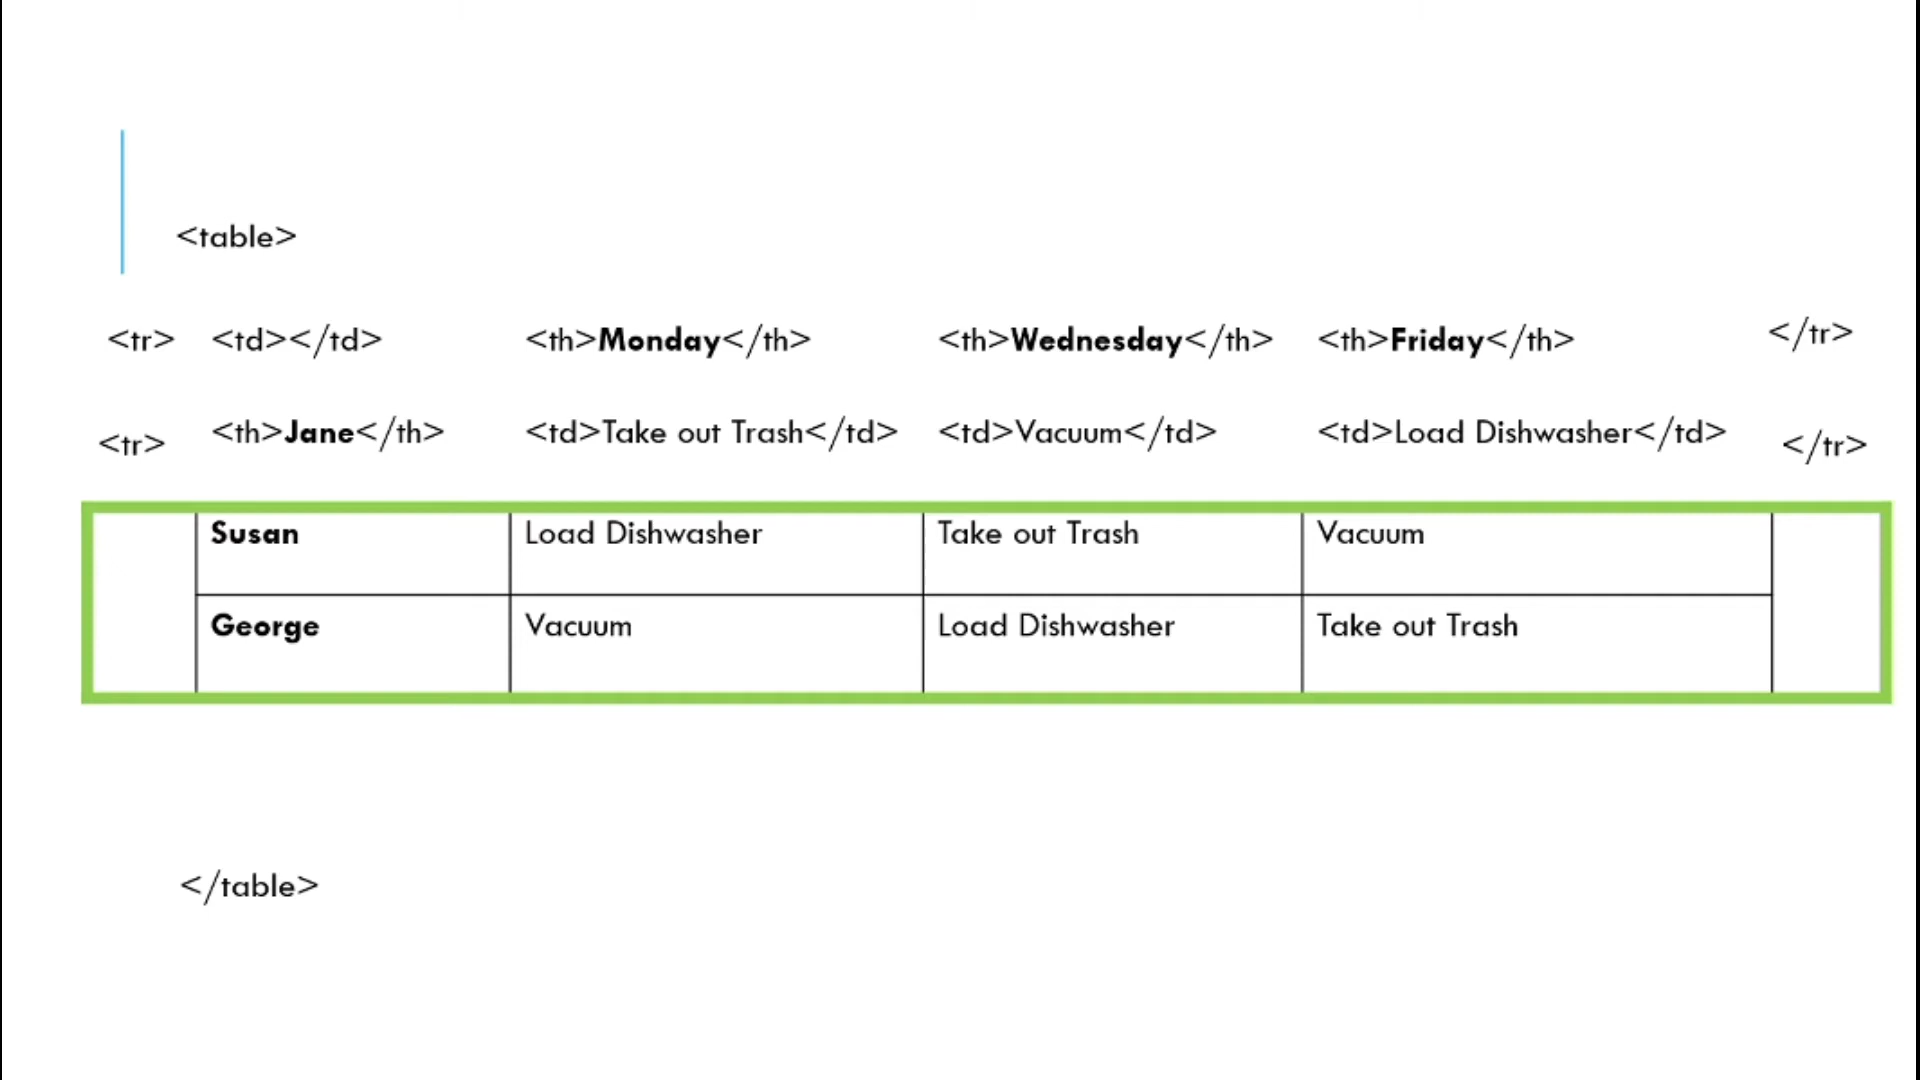 <table>
<tr> <td></td> <th>Monday</th> <th>Wednesday</th> <th>Friday</th> </tr>
<tr> <th>Jane</th> <td>Take out Trash</td> <td>Vacuum</td> <td>Load Dishwasher</td> </tr>
Susan Load Dishwasher Take out Trash Vacuum
George Vacuum Load Dishwasher Take out Trash
</table>